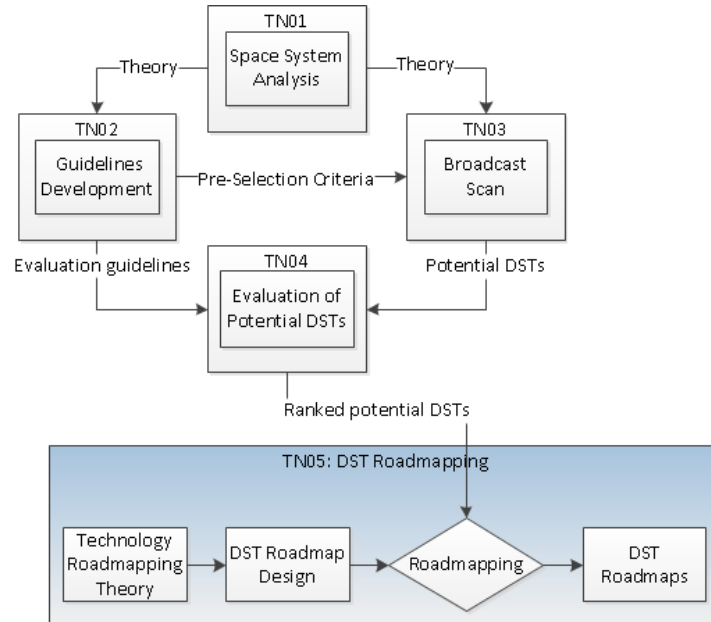 TN01
Space System
Analysis
Theory
Theory
TN02
Guidelines
Development
Pre-Selection Criteria
TN03
Broadcast
Scan
Evaluation guidelines
Potential DSTs
TN04
Evaluation of
Potential DSTs
Ranked potential DSTs
TN05: DST Roadmapping
Technology
Roadmapping
Theory
DST Roadmap
Design
Roadmapping
DST
Roadmaps